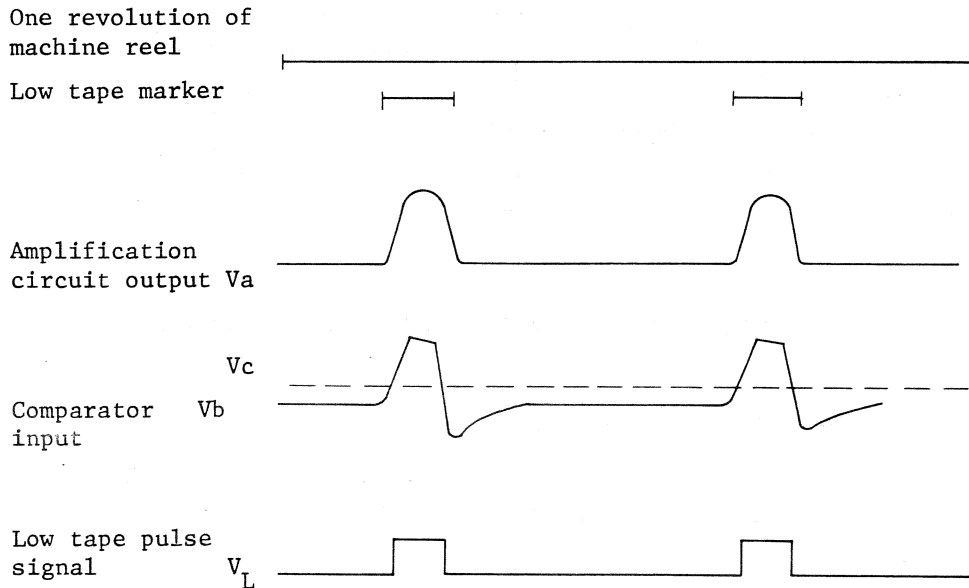 One revolution of
machine reel
Low tape marker
Amplification
circuit output Va
Vc
Comparator Vb
input
Low tape pulse
signal V_L